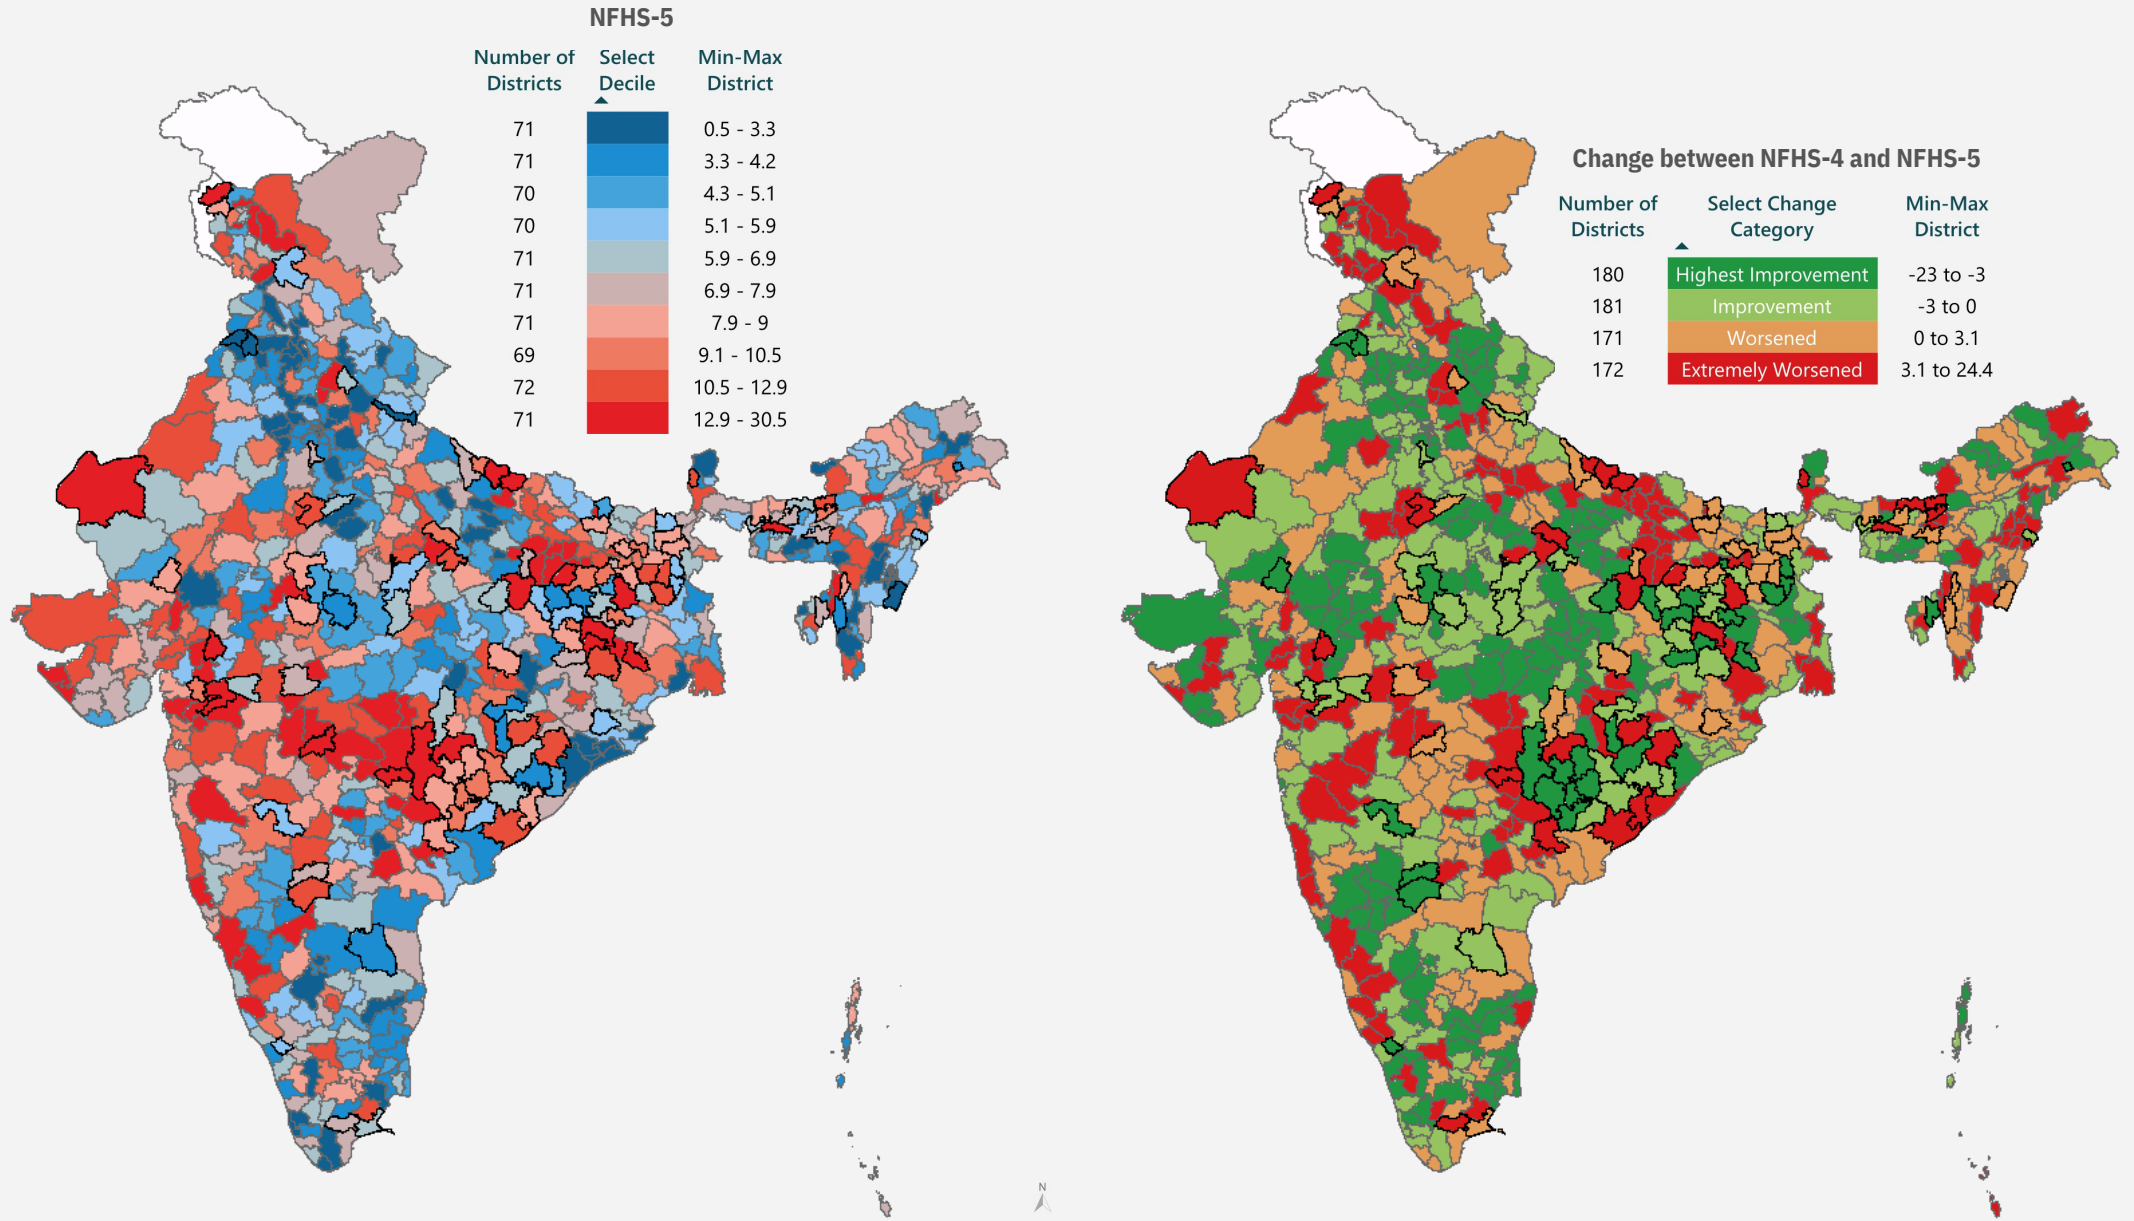 NFHS-5
Number of Districts Select Decile Min-Max District
71 0.5 - 3.3
71 3.3 - 4.2
70 4.3 - 5.1
70 5.1 - 5.9
71 5.9 - 6.9
71 6.9 - 7.9
71 7.9 - 9
69 9.1 - 10.5
72 10.5 - 12.9
71 12.9 - 30.5
N
Change between NFHS-4 and NFHS-5
Number of Districts Select Change Category Min-Max District
180 Highest Improvement -23 to -3
181 Improvement -3 to 0
171 Worsened 0 to 3.1
172 Extremely Worsened 3.1 to 24.4